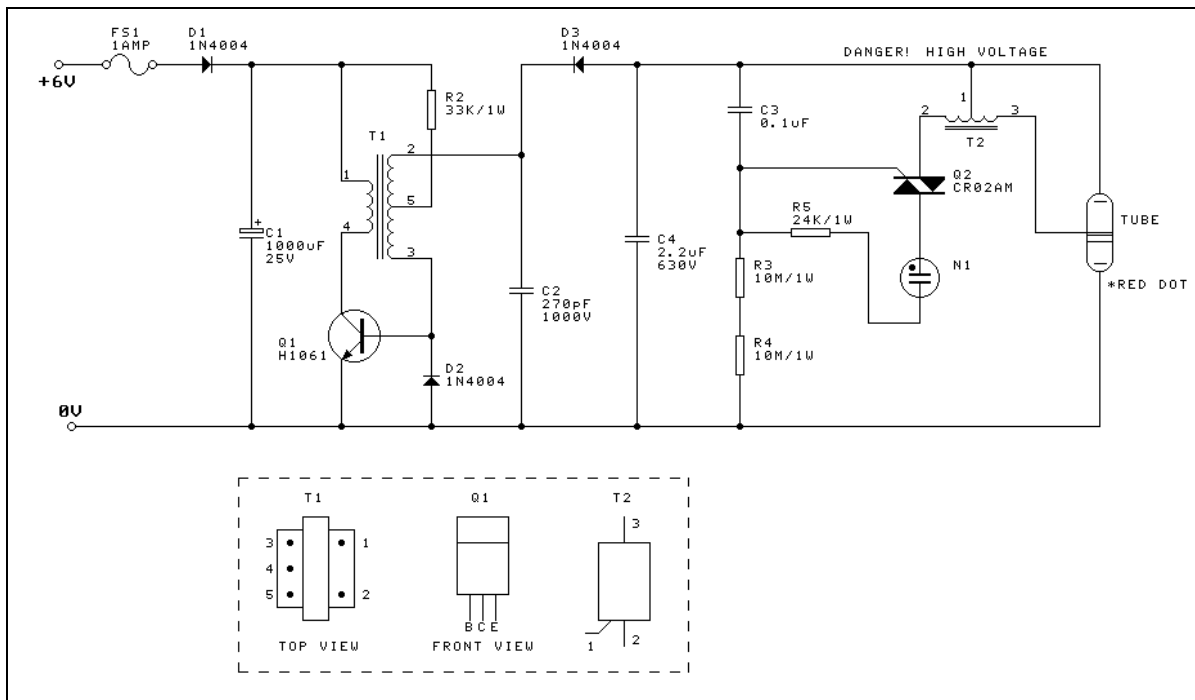 FS1
1AMP
D1
1N4004
D3
1N4004
DANGER! HIGH VOLTAGE
+6V
R2
33K/1W
C3
0.1uF
2
1
3
T2
T1
2
1
5
4
3
Q2
CR02AM
R5
24K/1W
TUBE
+
C1
1000uF
25V
C4
2.2uF
630V
R3
10M/1W
N1
*RED DOT
C2
270pF
1000V
Q1
H1061
R4
10M/1W
D2
1N4004
0V
T1
Q1
T2
3
3
1
4
5
2
B C E
1
2
TOP VIEW
FRONT VIEW